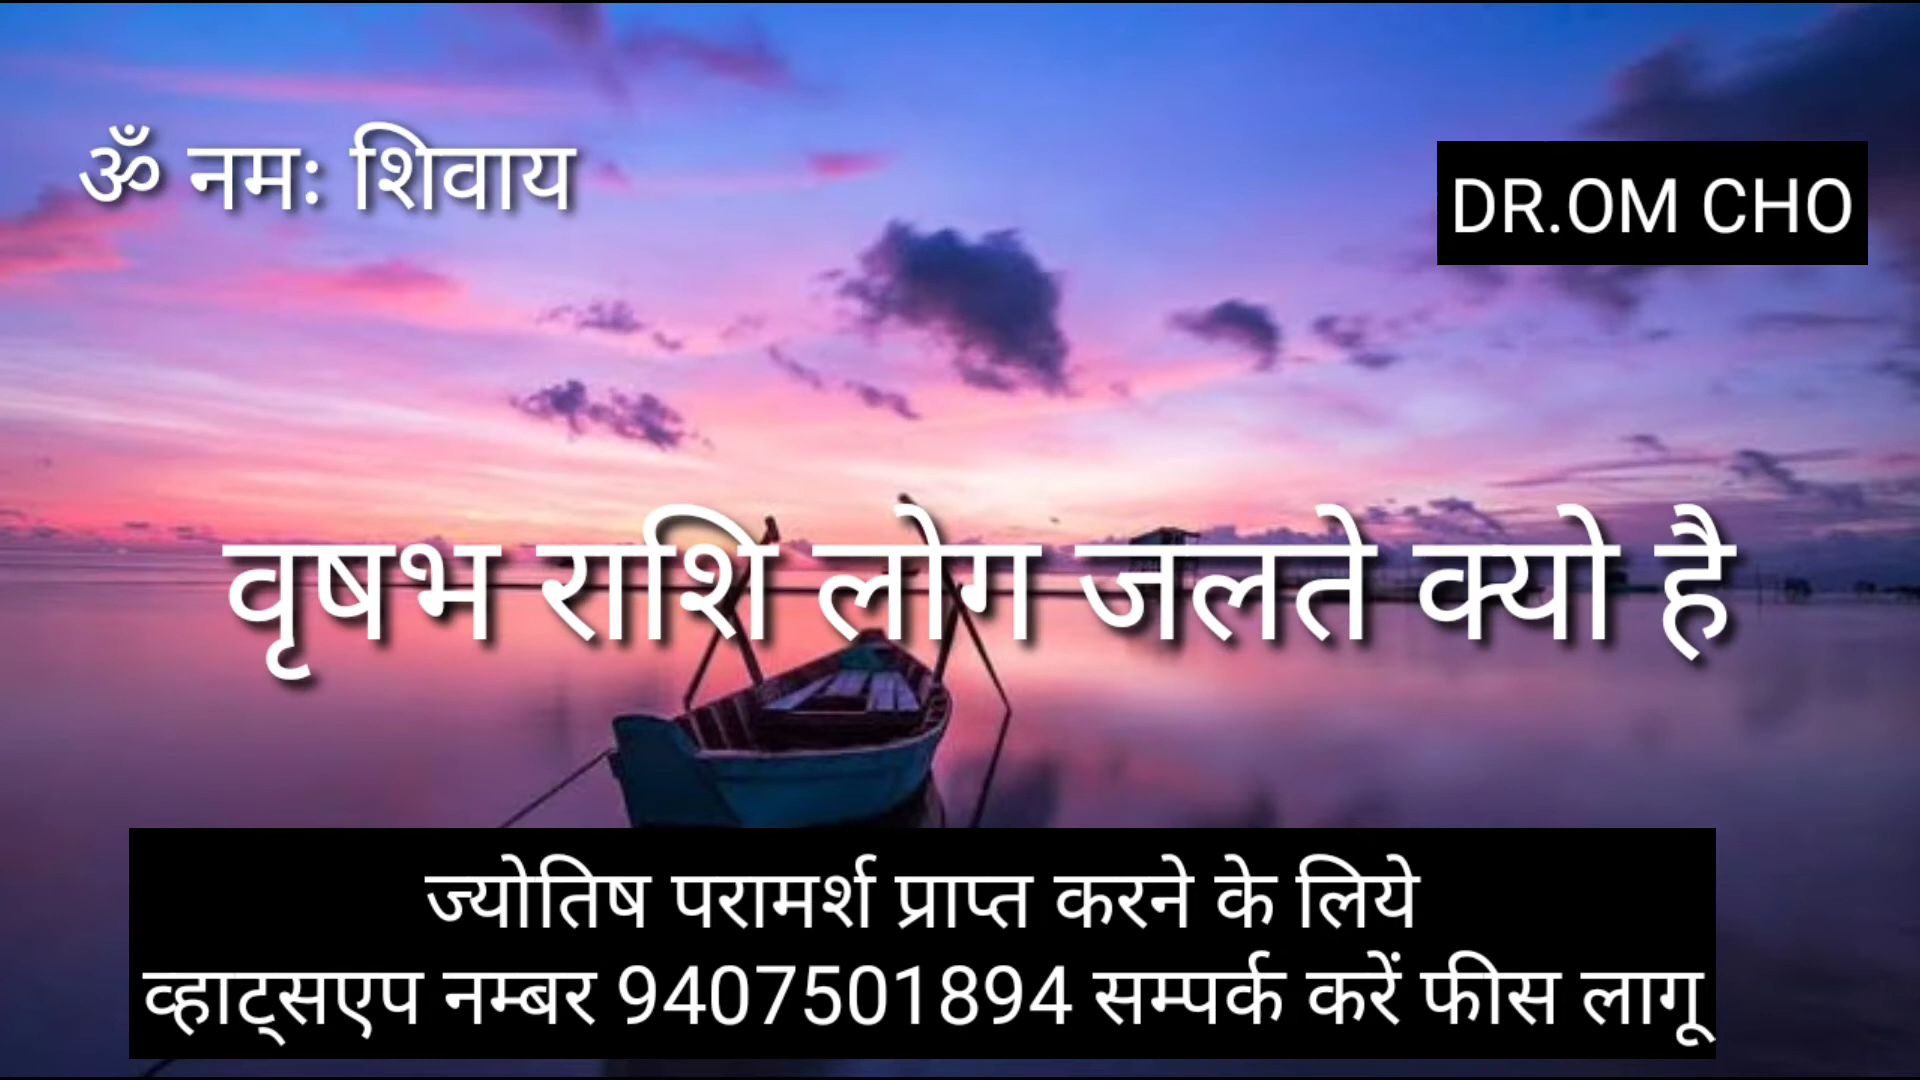 ॐ नमः शिवाय
DR.OM CHO
वृषभ राशि लोग जलते क्यो है
ज्योतिष परामर्श प्राप्त करने के लिये
व्हाट्सएप नम्बर 9407501894 सम्पर्क करें फीस लागू